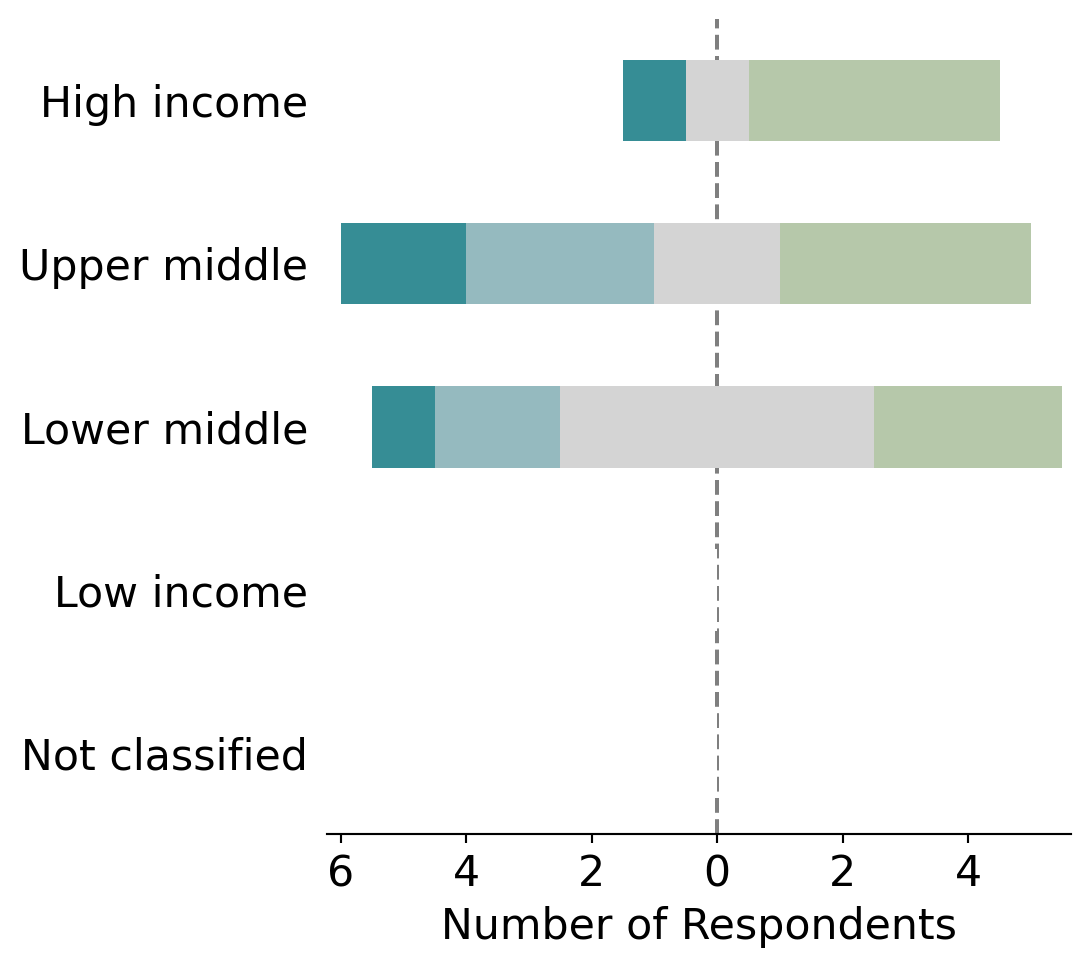 High income
Upper middle
Lower middle
Low income
Not classified
6 4 2 0 2 4
Number of Respondents